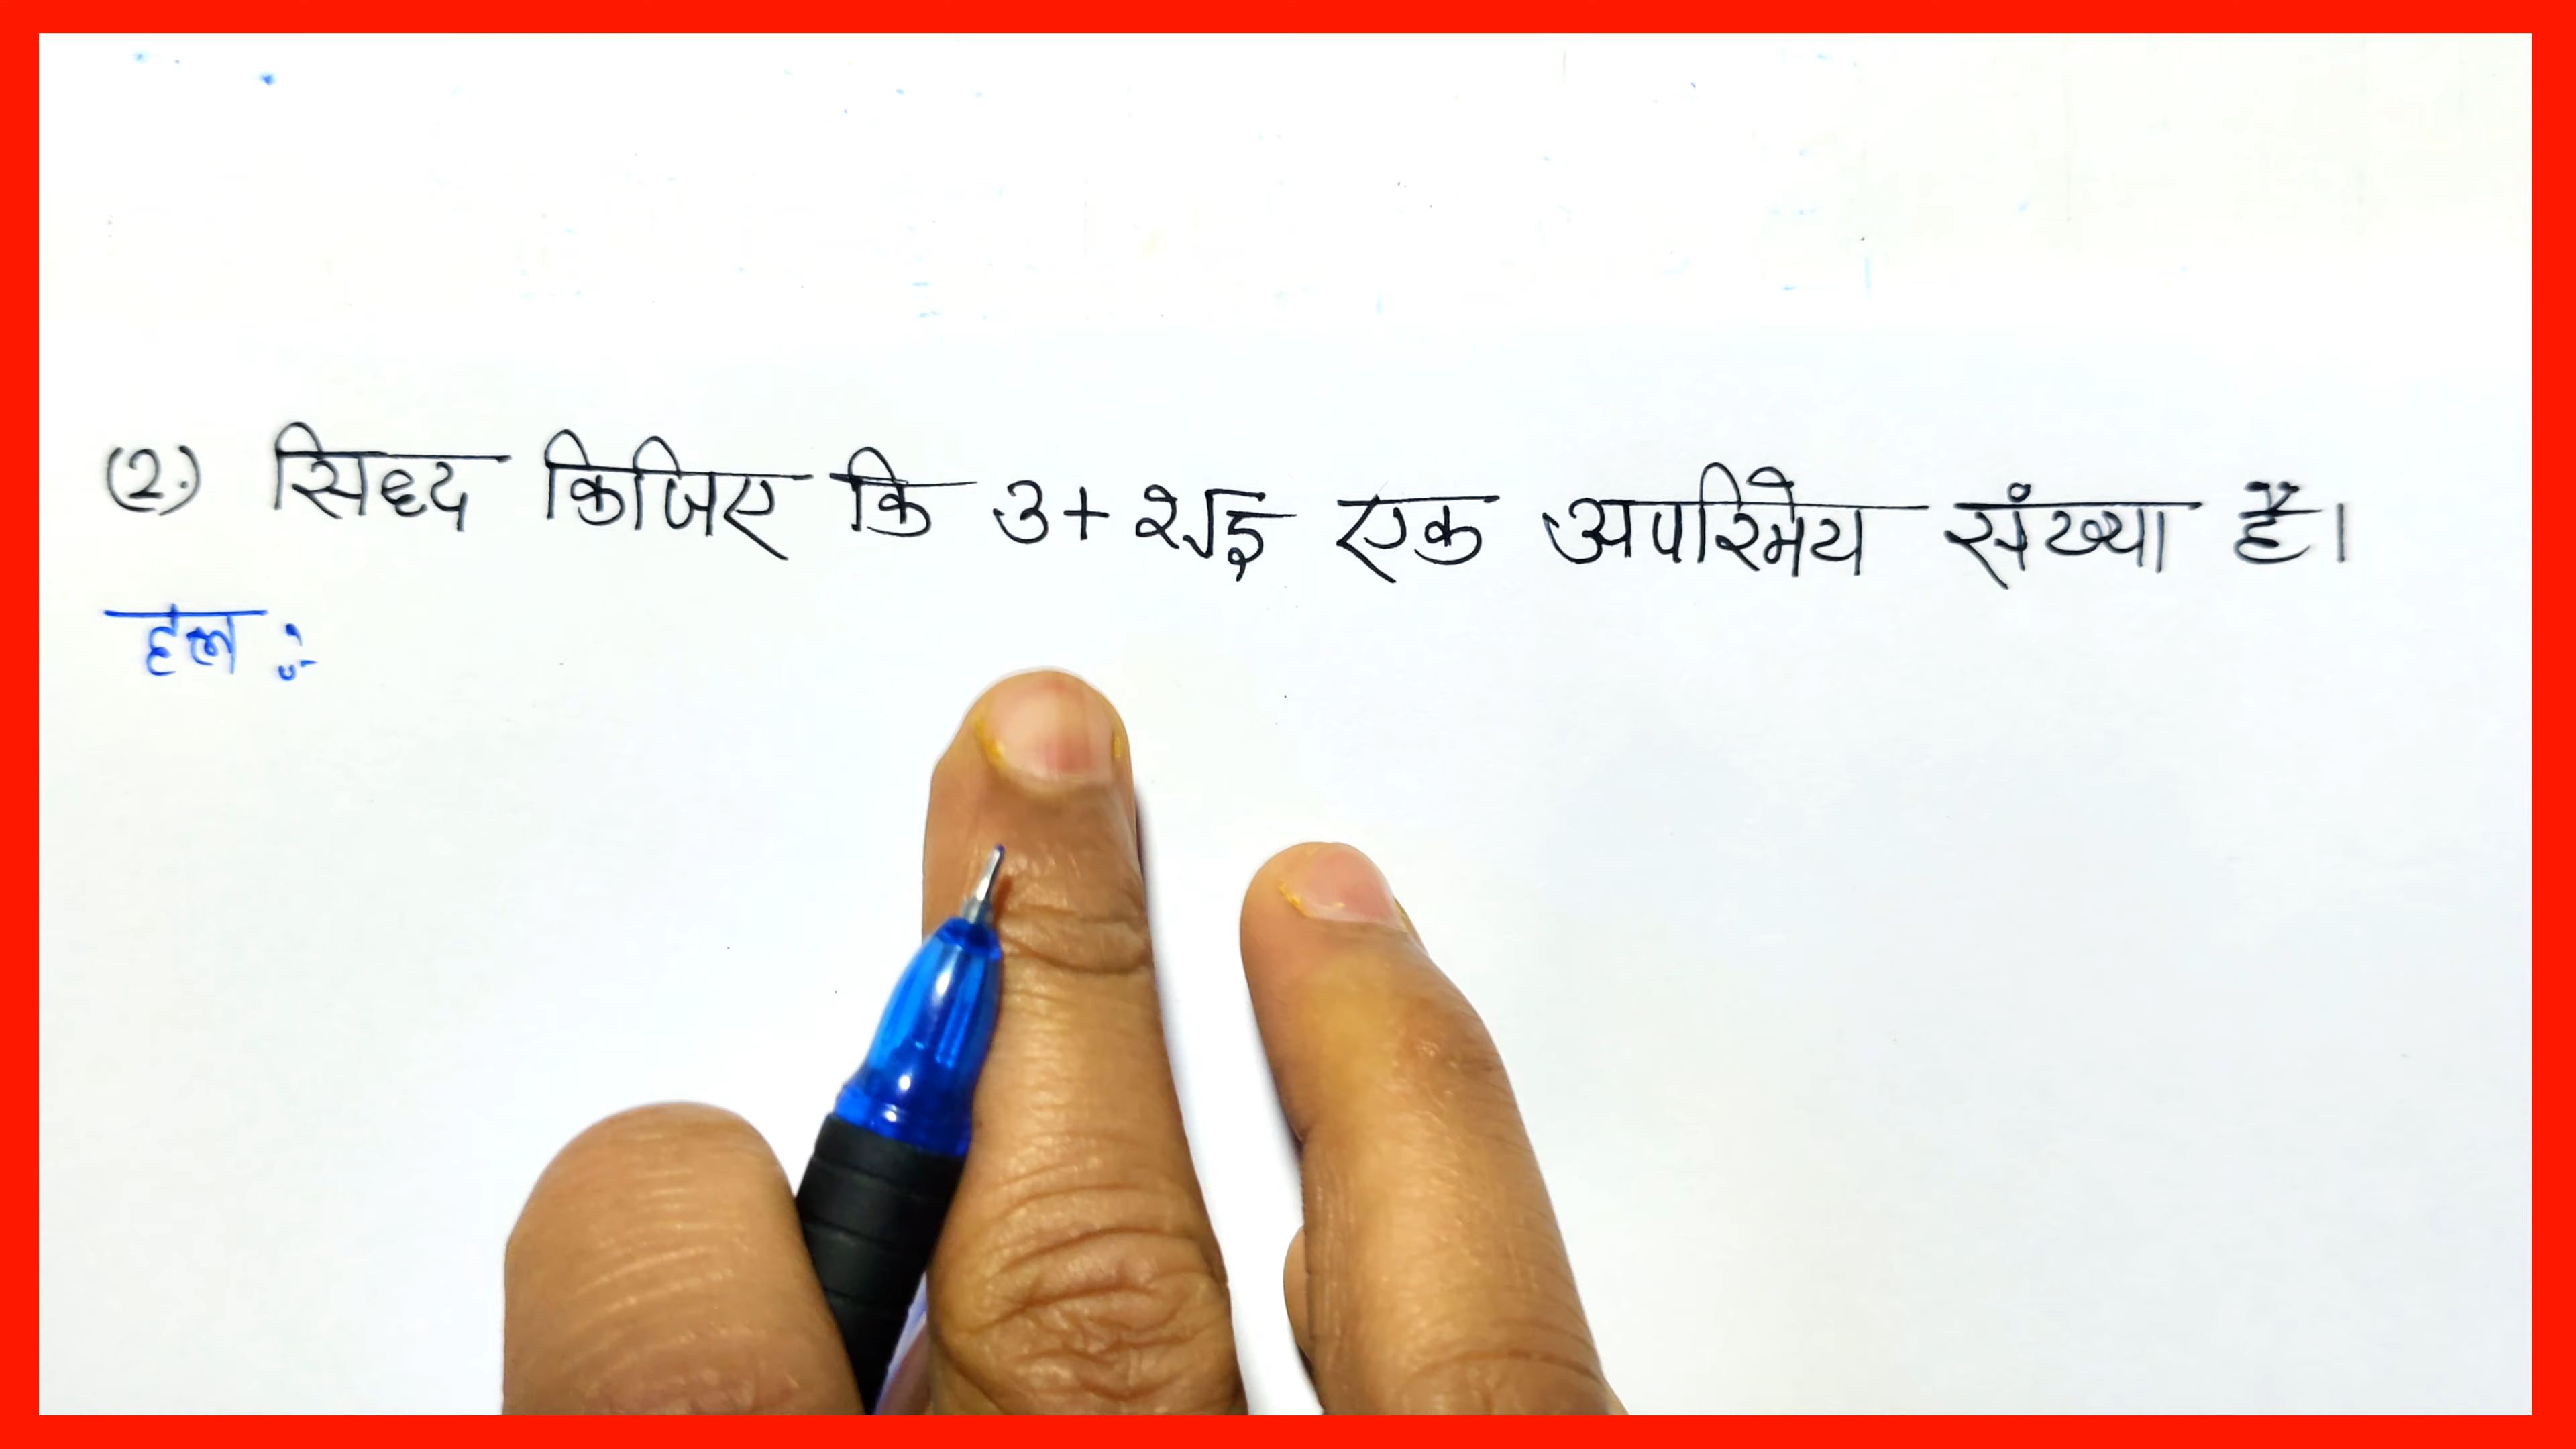 (2.) सिध्द किजिए कि 3+2√5 एक अपरिमेय संख्या है।
हल :-